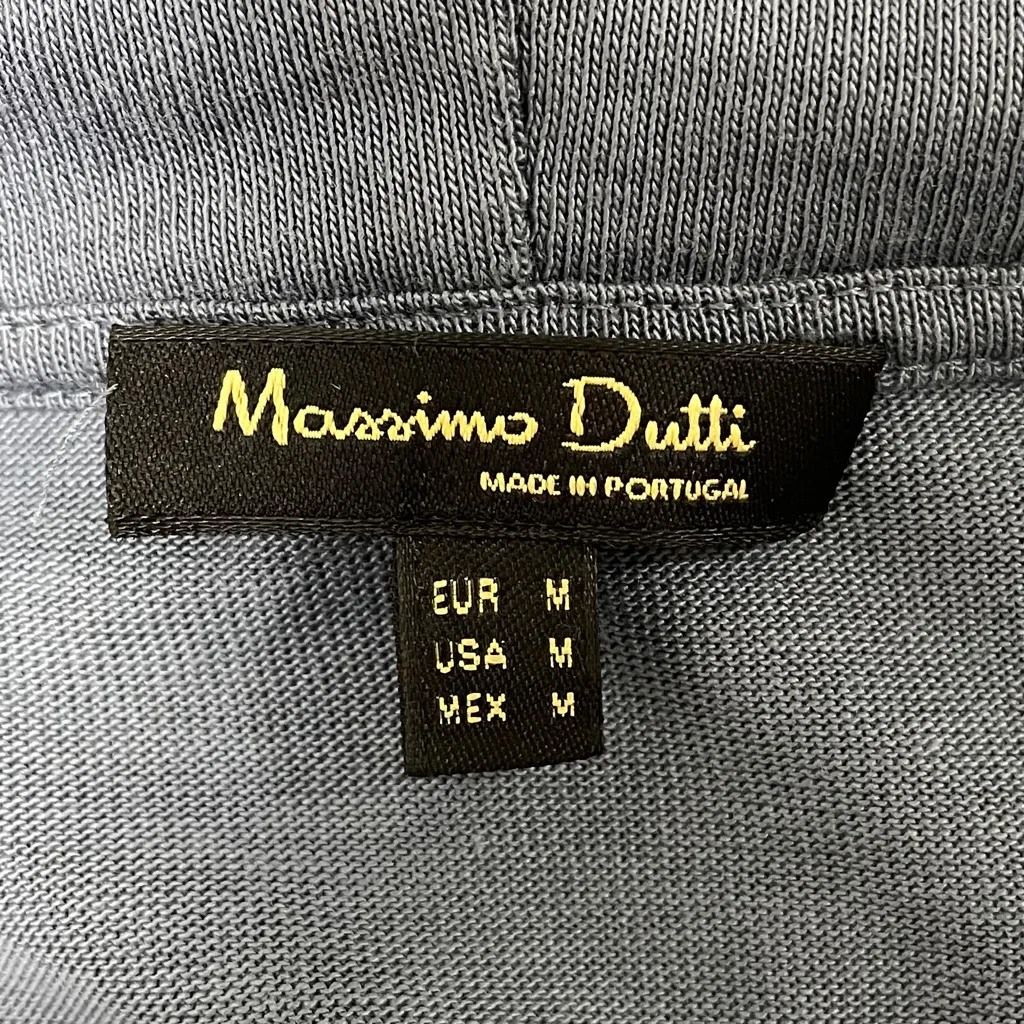 Massimo Dutti
MADE IN PORTUGAL
EUR M
USA M
MEX M